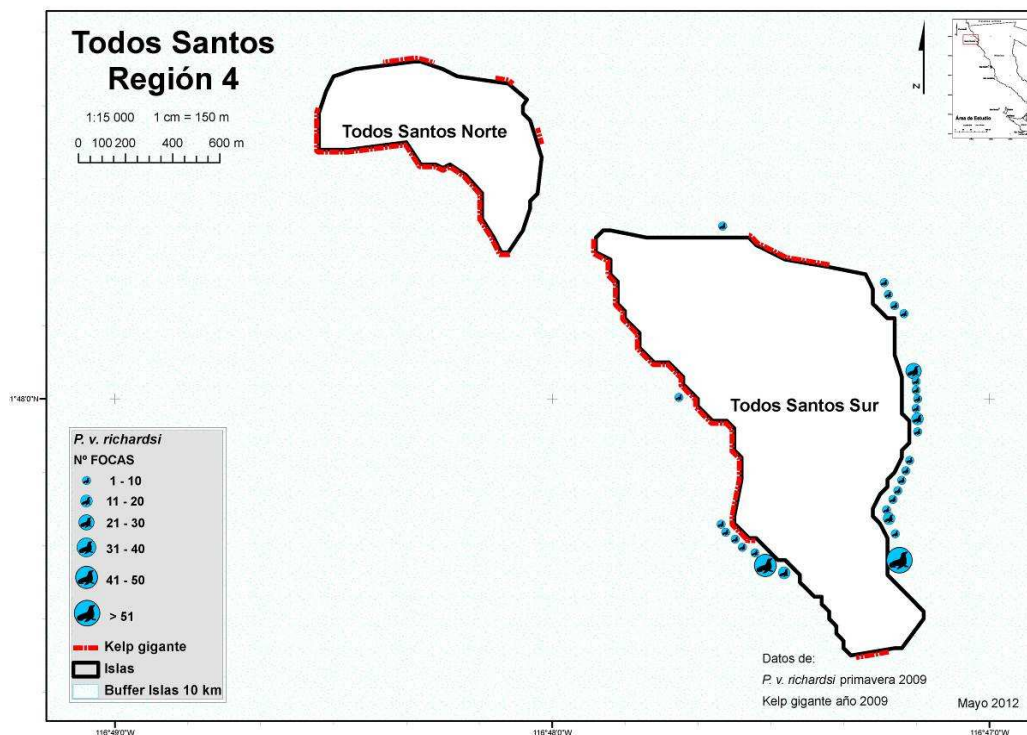 Todos Santos
Región 4
1:15 000 1 cm = 150 m
0 100 200 400 600 m
Todos Santos Norte
Todos Santos Sur
N
Área de Estudio
1°48'0"N
P. v. richardsi
Nº FOCAS
1 - 10
11 - 20
21 - 30
31 - 40
41 - 50
> 51
Kelp gigante
Islas
Buffer Islas 10 km
Datos de:
P. v. richardsi primavera 2009
Kelp gigante año 2009
Mayo 2012
116°49'0"W
116°48'0"W
116°47'0"W